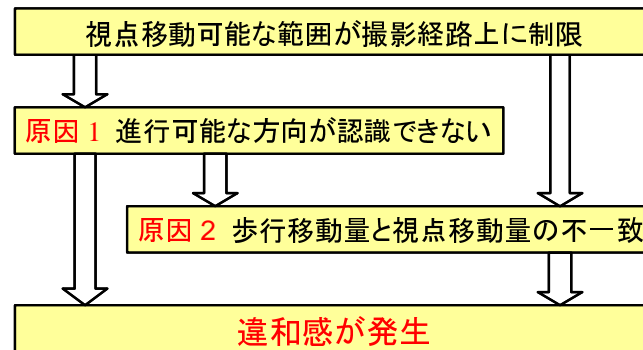 視点移動可能な範囲が撮影経路上に制限
原因1 進行可能な方向が認識できない
原因2 歩行移動量と視点移動量の不一致
違和感が発生